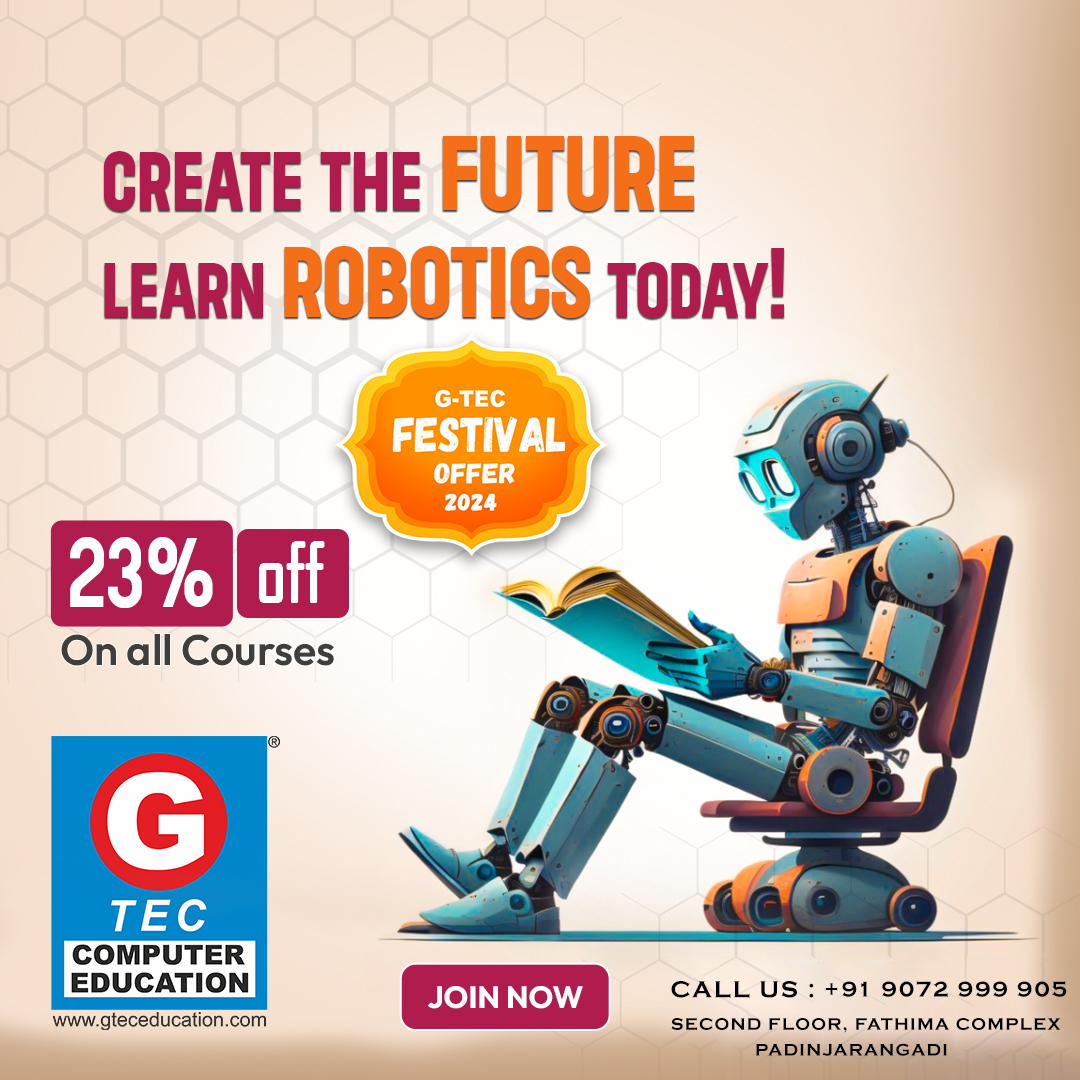 CREATE THE FUTURE
LEARN ROBOTICS TODAY!
G-TEC
FESTIVAL
OFFER
2024
23% off
On all Courses
®
G
TEC
COMPUTER
EDUCATION
www.gteceducation.com
JOIN NOW
CALL US : +91 9072 999 905
SECOND FLOOR, FATHIMA COMPLEX
PADINJARANGADI